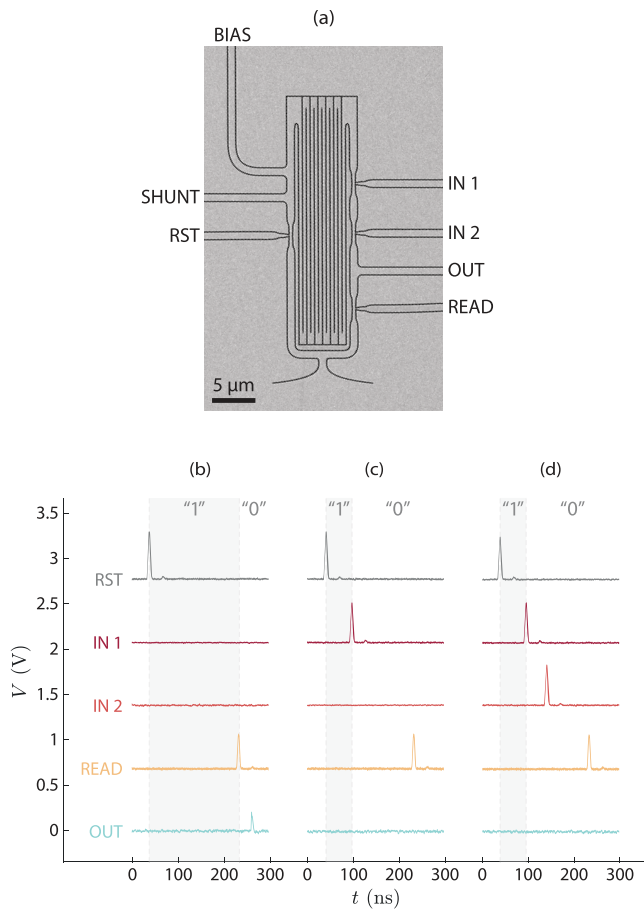 (a)
BIAS
SHUNT
RST
IN 1
IN 2
OUT
READ
5 μm
(b) (c) (d)
"1" "0" "1" "0" "1" "0"
3.5
3
2.5
2
1.5
1
0.5
0
V (V)
RST
IN 1
IN 2
READ
OUT
0 100 200 300 0 100 200 300 0 100 200 300
t (ns)